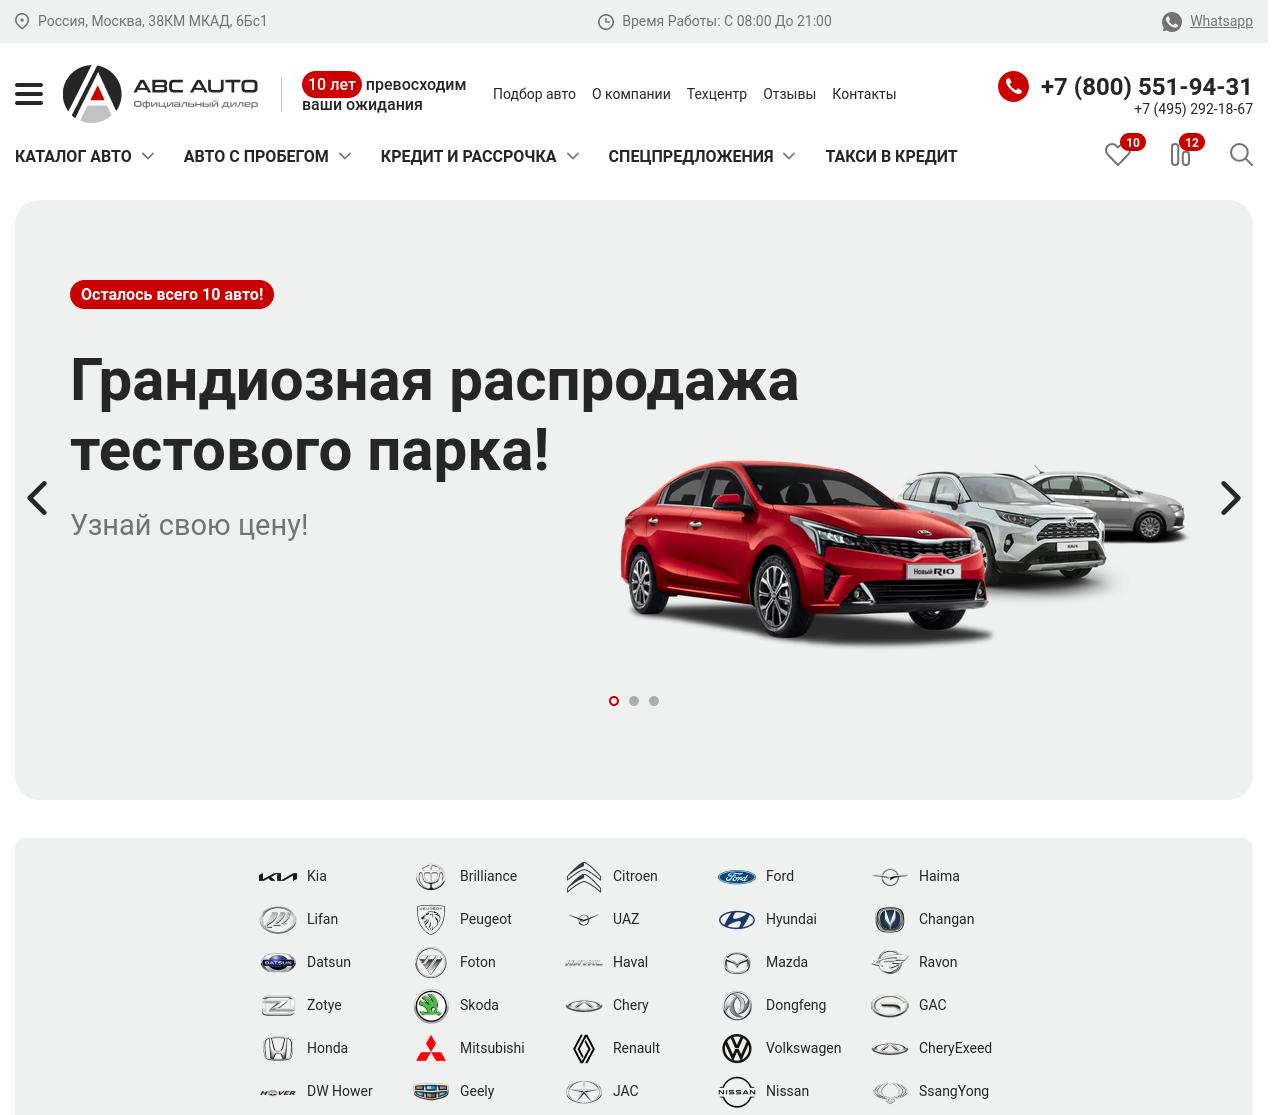 Россия, Москва, 38КМ МКАД, 6Бс1
Время Работы: С 08:00 До 21:00
Whatsapp
ABC AUTO
Официальный дилер
10 лет превосходим
ваши ожидания
Подбор авто
О компании
Техцентр
Отзывы
Контакты
+7 (800) 551-94-31
+7 (495) 292-18-67
КАТАЛОГ АВТО
АВТО С ПРОБЕГОМ
КРЕДИТ И РАССРОЧКА
СПЕЦПРЕДЛОЖЕНИЯ
ТАКСИ В КРЕДИТ
10
12
Осталось всего 10 авто!
Грандиозная распродажа
тестового парка!
Узнай свою цену!
Новый RIO
RAV4
Kia
Brilliance
Citroen
Ford
Haima
Lifan
Peugeot
UAZ
Hyundai
Changan
Datsun
Foton
Haval
Mazda
Ravon
Zotye
Skoda
Chery
Dongfeng
GAC
Honda
Mitsubishi
Renault
Volkswagen
CheryExeed
DW Hower
Geely
JAC
Nissan
SsangYong